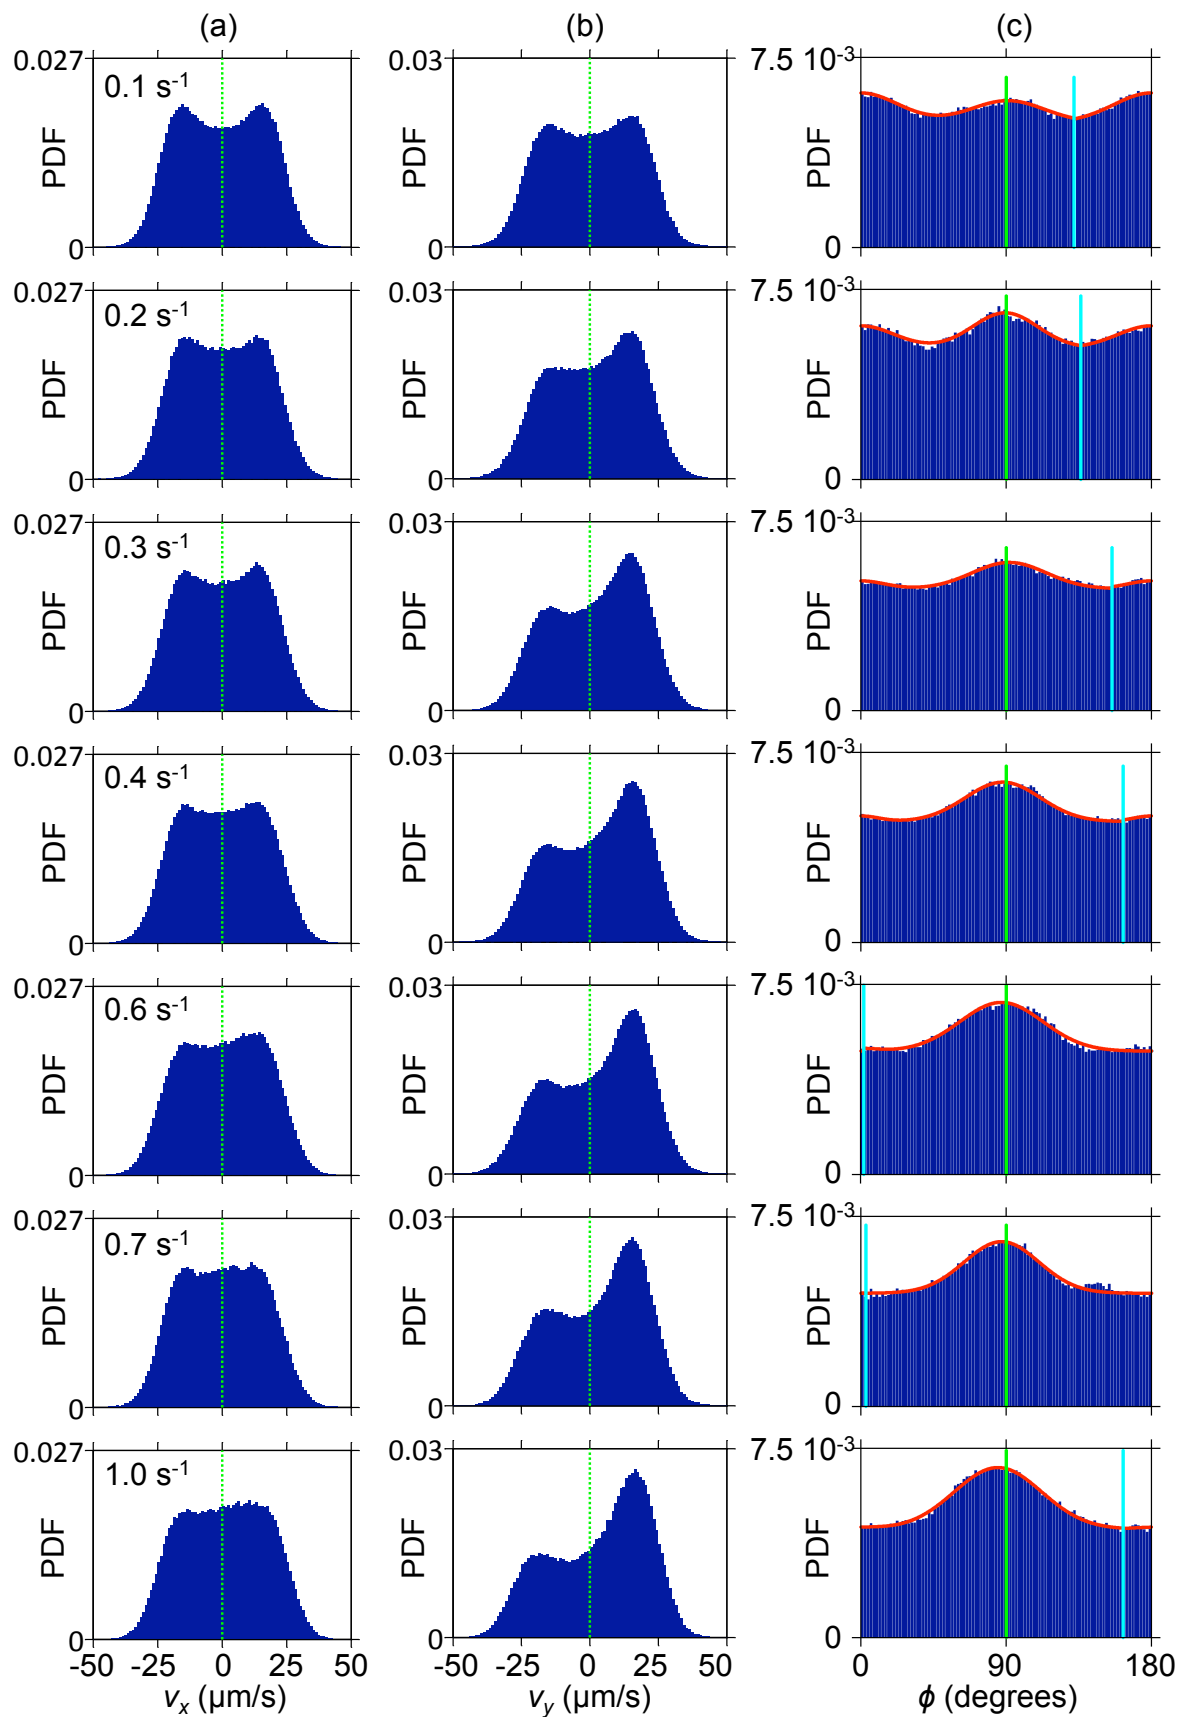 (a) (b) (c)
0.027 0.03 7.5 10-3
0.1 s-1
PDF PDF PDF
0 0 0
0.027 0.03 7.5 10-3
0.2 s-1
PDF PDF PDF
0 0 0
0.027 0.03 7.5 10-3
0.3 s-1
PDF PDF PDF
0 0 0
0.027 0.03 7.5 10-3
0.4 s-1
PDF PDF PDF
0 0 0
0.027 0.03 7.5 10-3
0.6 s-1
PDF PDF PDF
0 0 0
0.027 0.03 7.5 10-3
0.7 s-1
PDF PDF PDF
0 0 0
0.027 0.03 7.5 10-3
1.0 s-1
PDF PDF PDF
0 0
-50 -25 0 25 50 -50 -25 0 25 50 0 90 180
vx (µm/s) vy (µm/s) ϕ (degrees)